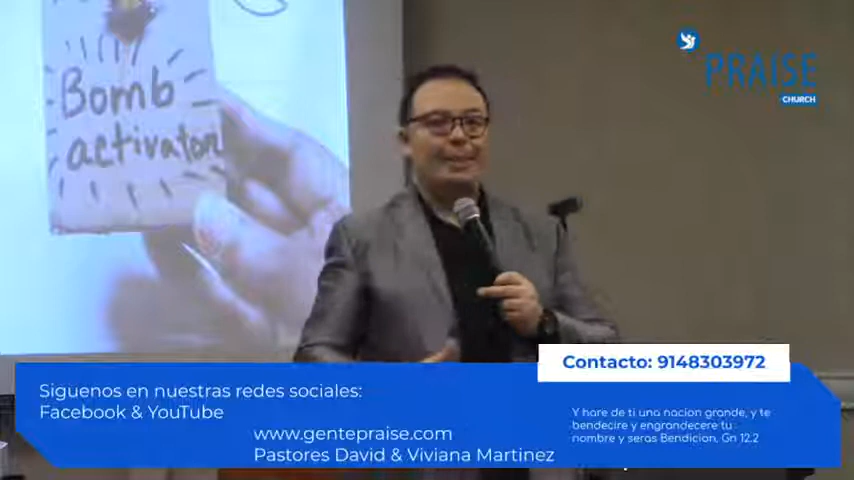 Bomb
activator
PRAISE
CHURCH
Contacto: 9148303972
Siguenos en nuestras redes sociales:
Facebook & YouTube
www.gentepraise.com
Pastores David & Viviana Martinez
Y hare de ti una nacion grande, y te
bendecire y engrandecere tu
nombre y seras Bendicion, Gn 12.2